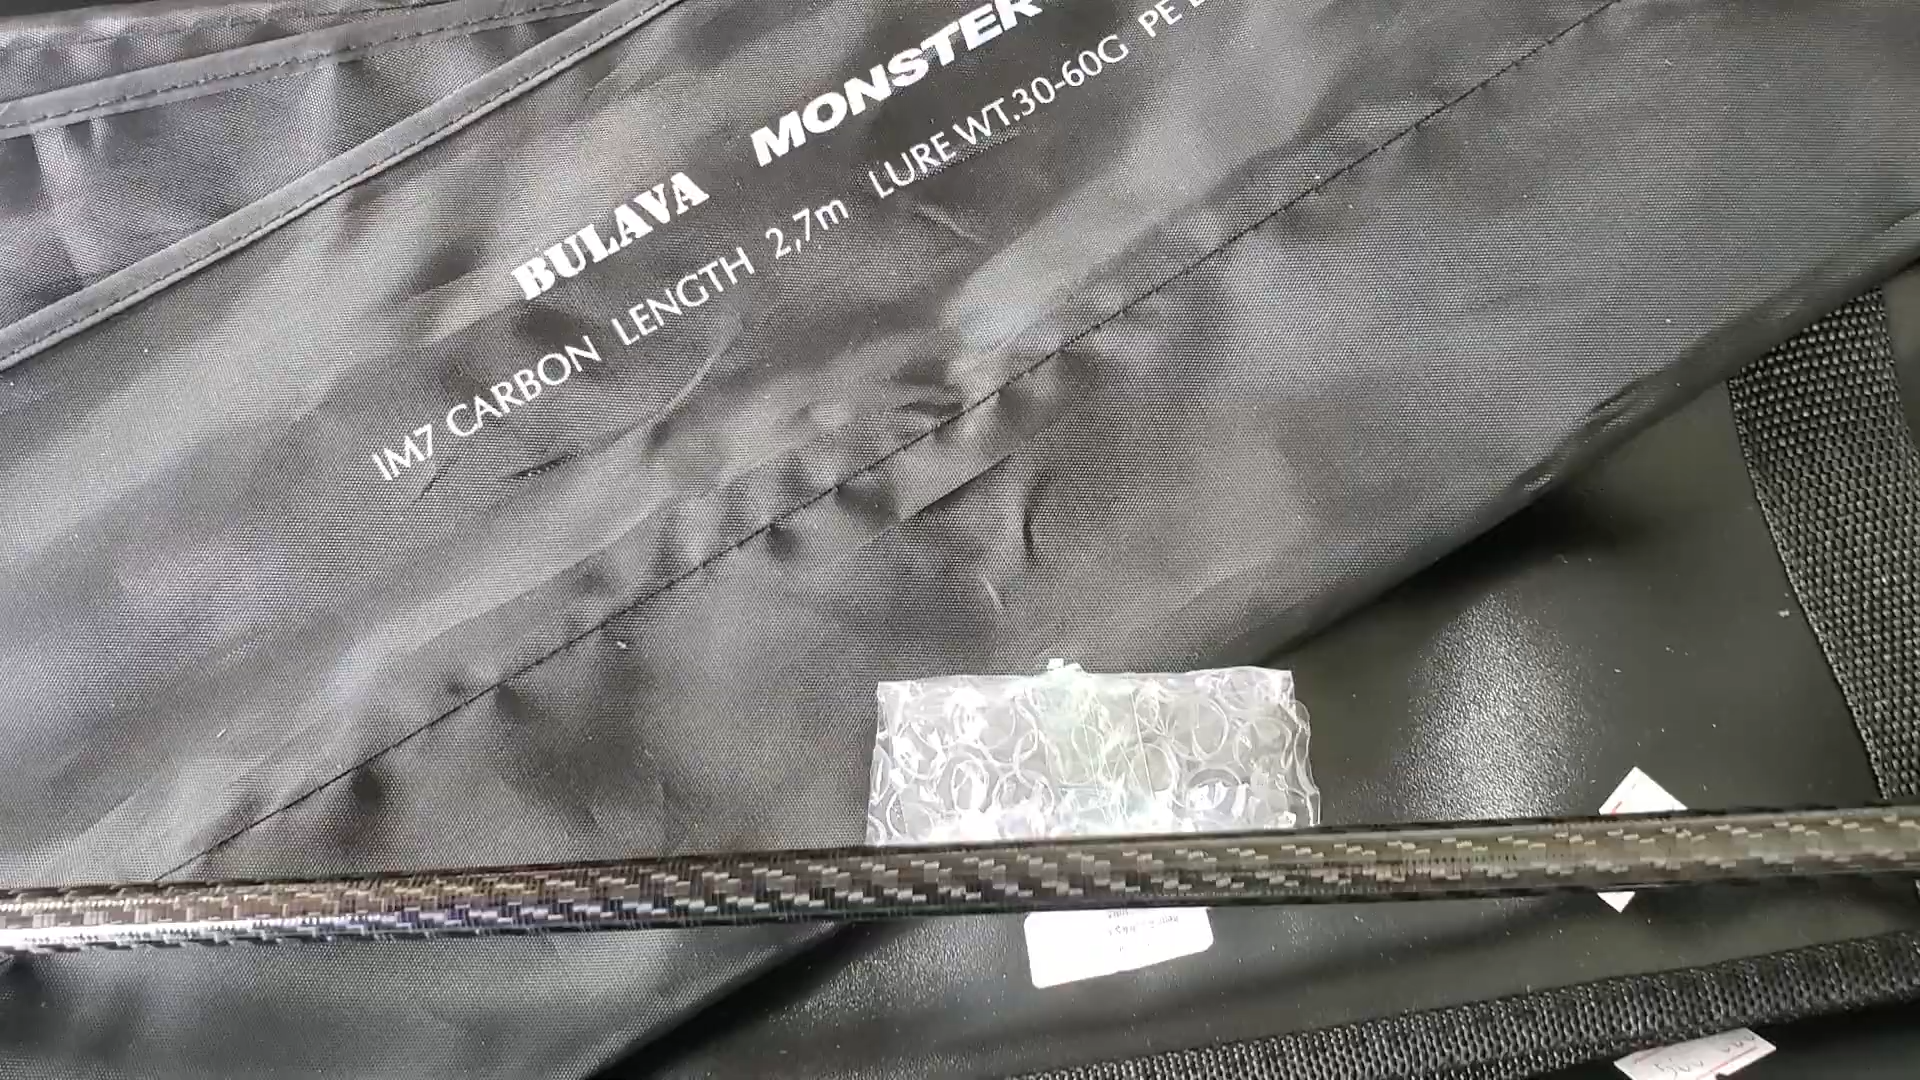 BULAVA MONSTER
IM7 CARBON LENGTH 2,7m LURE WT.30-60G PE